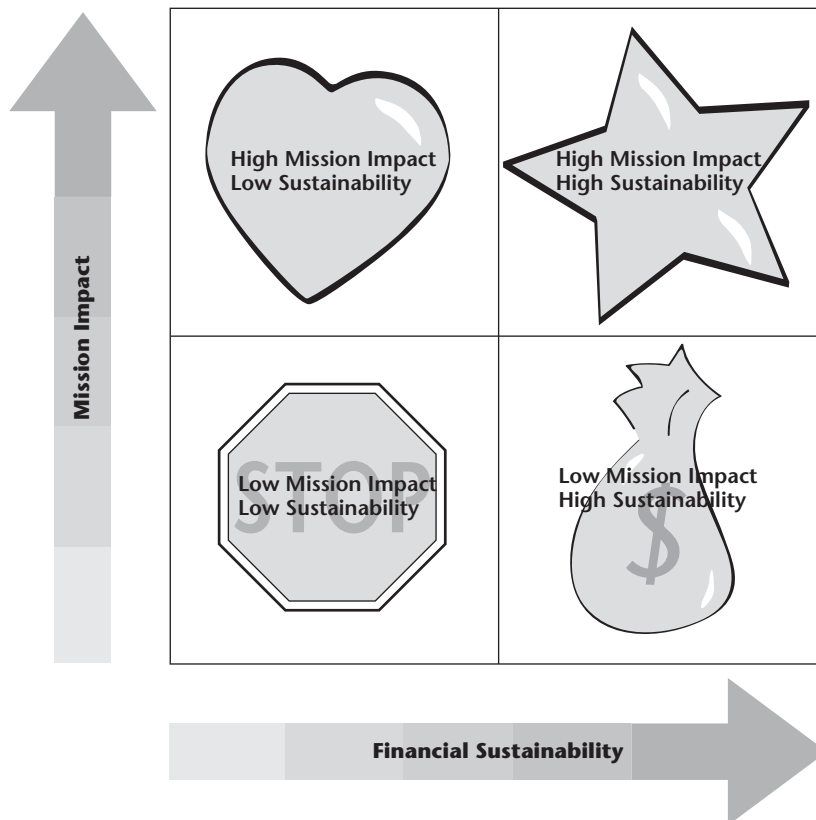 High Mission Impact
Low Sustainability
High Mission Impact
High Sustainability
Mission Impact
STOP
Low Mission Impact
Low Sustainability
Low Mission Impact
High Sustainability
$
Financial Sustainability